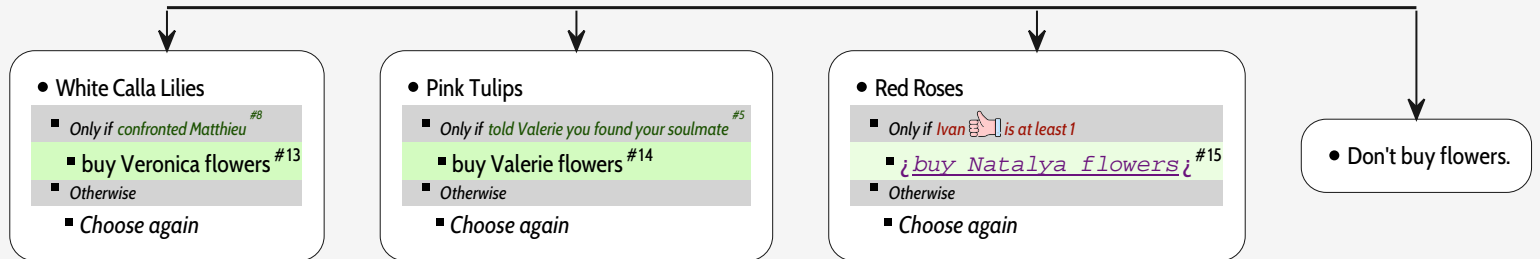 White Calla Lilies
Only if confronted Matthieu #8
buy Veronica flowers #13
Otherwise
Choose again
Pink Tulips
Only if told Valerie you found your soulmate #5
buy Valerie flowers #14
Otherwise
Choose again
Red Roses
Only if Ivan is at least 1
¿buy Natalya flowers¿ #15
Otherwise
Choose again
Don't buy flowers.